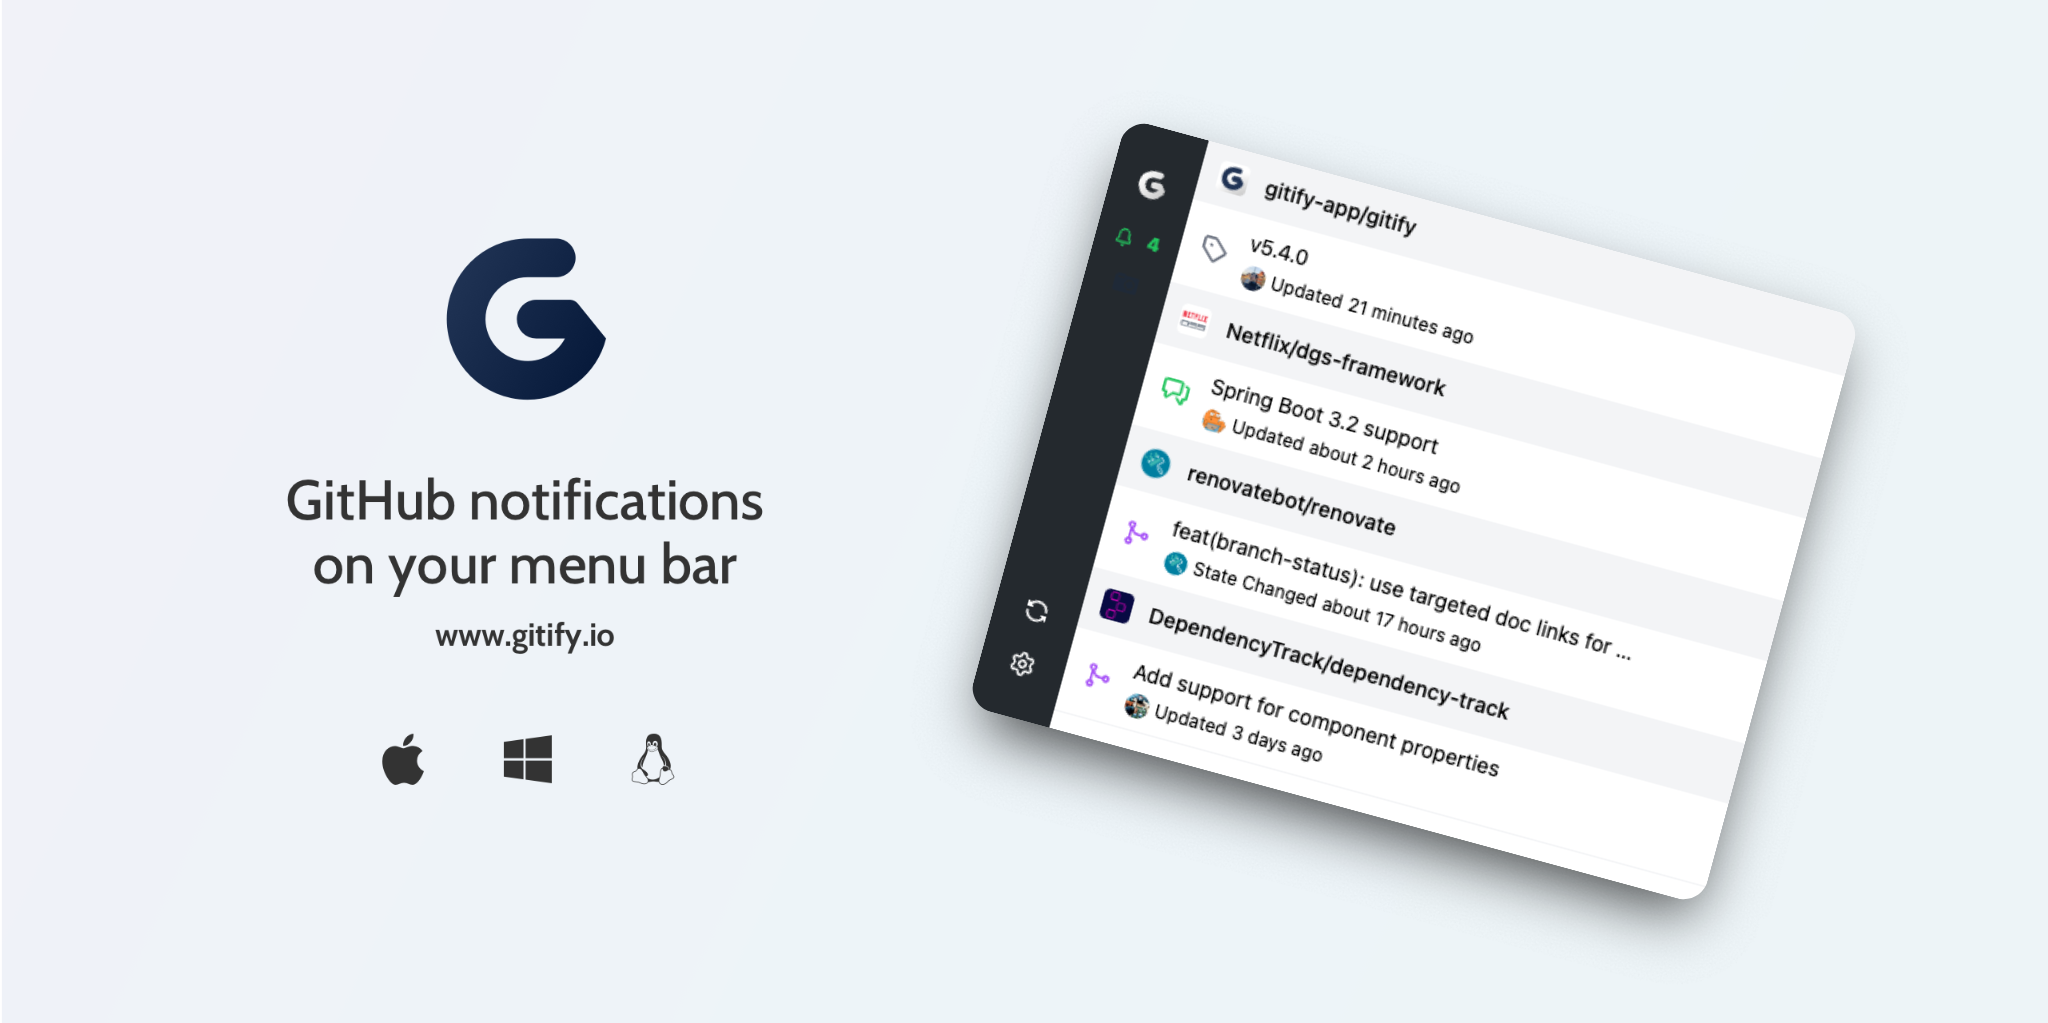 GitHub notifications
on your menu bar
www.gitify.io
4
gitify-app/gitify
v5.4.0
Updated 21 minutes ago
NETFLIX
Netflix/dgs-framework
Spring Boot 3.2 support
Updated about 2 hours ago
renovatebot/renovate
feat(branch-status): use targeted doc links for ...
State Changed about 17 hours ago
DependencyTrack/dependency-track
Add support for component properties
Updated 3 days ago